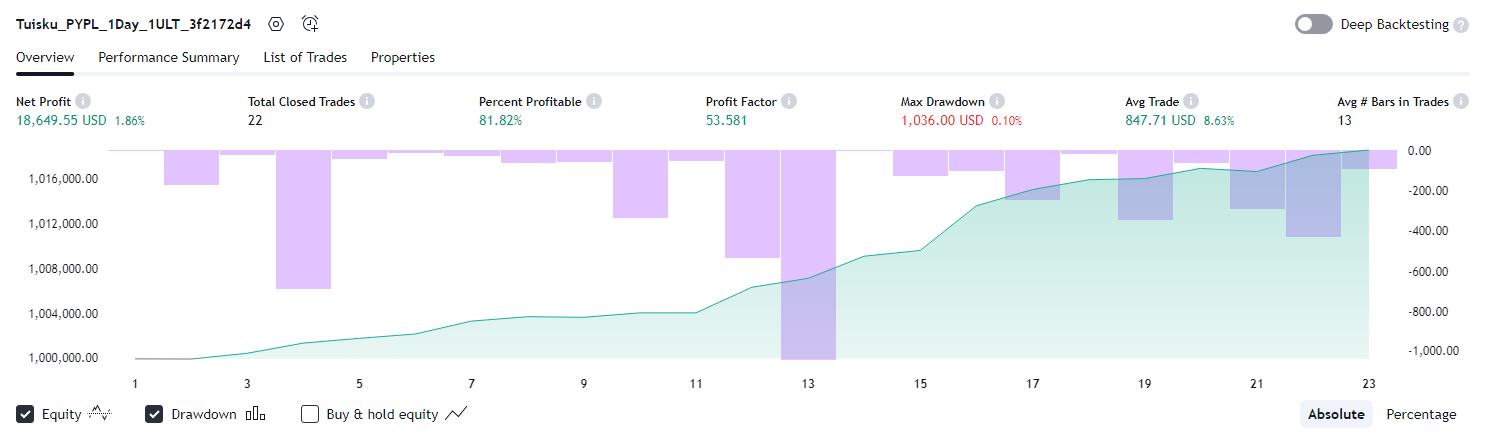 Tuisku_PYPL_1Day_1ULT_3f2172d4 Deep Backtesting ?
Overview Performance Summary List of Trades Properties
Net Profit Total Closed Trades Percent Profitable Profit Factor Max Drawdown Avg Trade Avg # Bars in Trades
18,649.55 USD 1.86% 22 81.82% 53.581 1,036.00 USD 0.10% 847.71 USD 8.63% 13
0.00
1,016,000.00
-200.00
1,012,000.00
-400.00
1,008,000.00
-600.00
1,004,000.00
-800.00
1,000,000.00
-1,000.00
1 3 5 7 9 11 13 15 17 19 21 23
Equity Drawdown Buy & hold equity Absolute Percentage